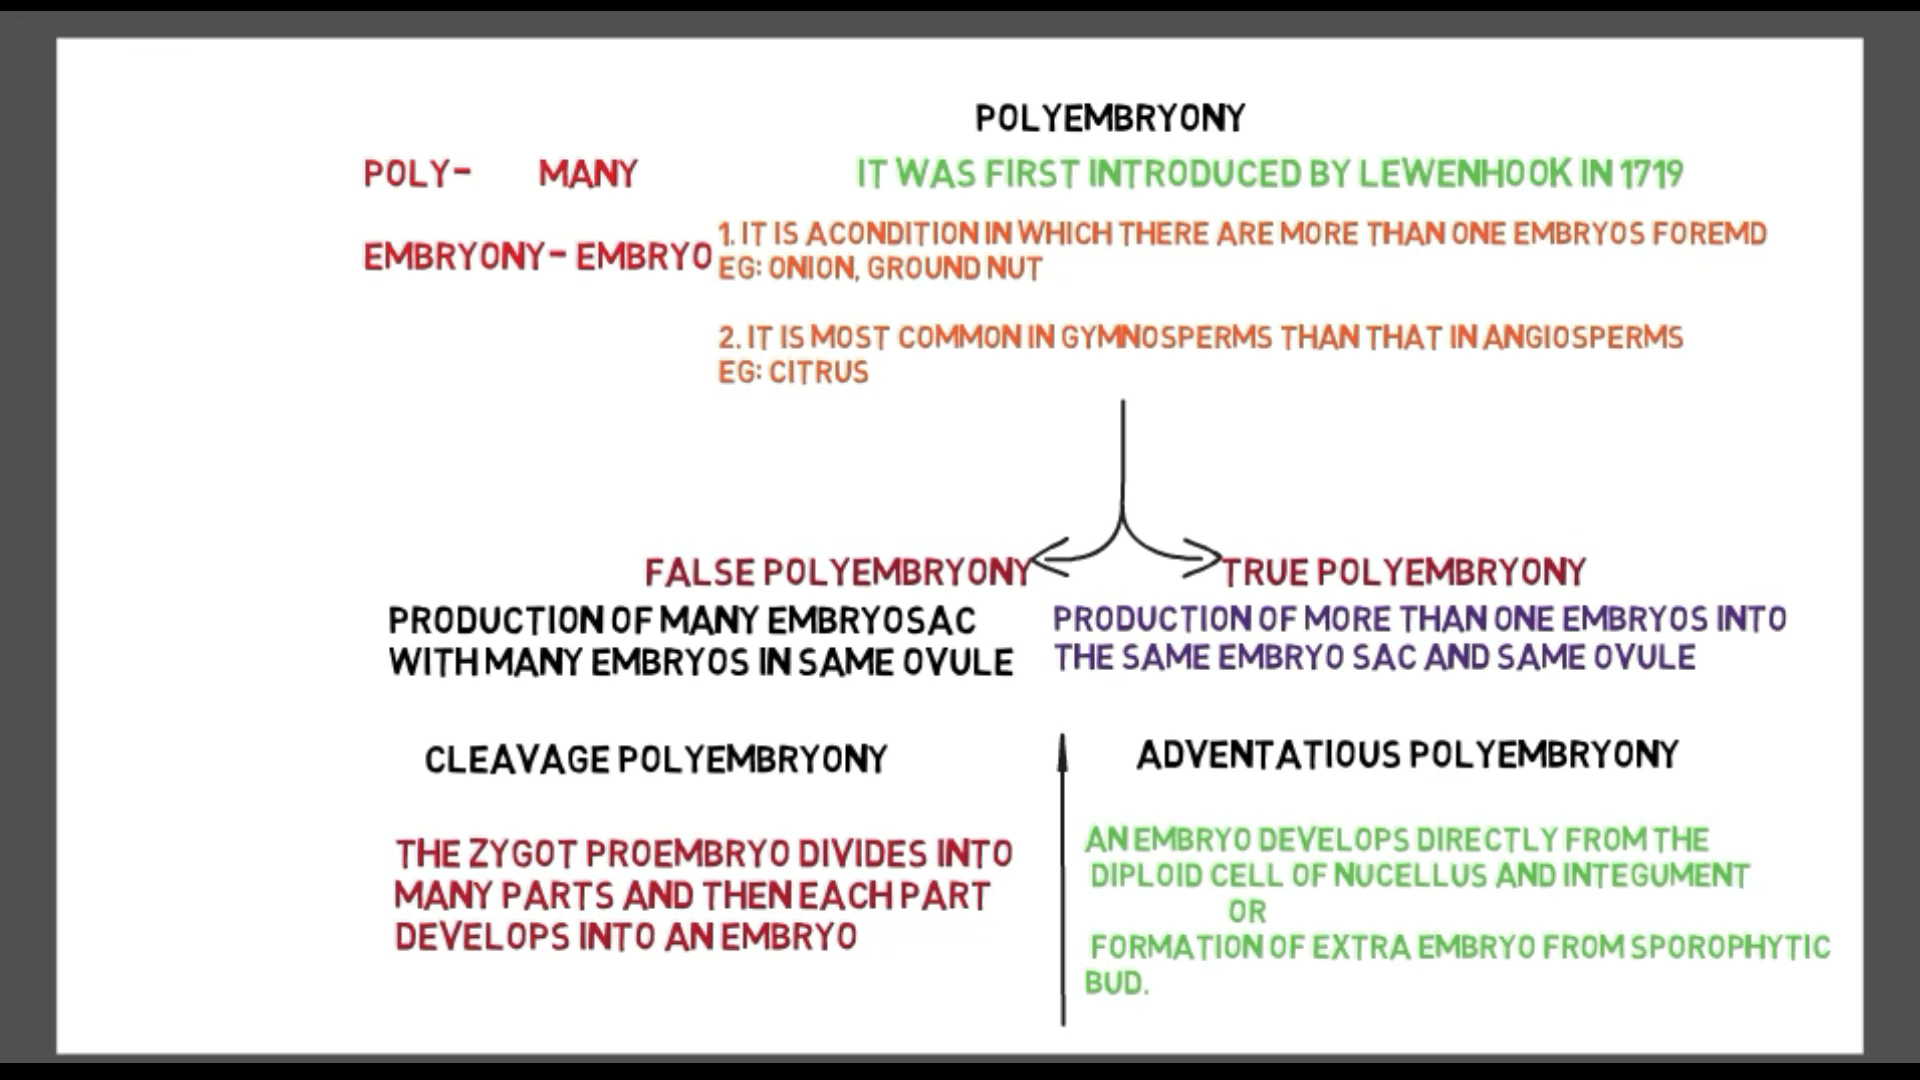 POLYEMBRYONY
POLY- MANY
IT WAS FIRST INTRODUCED BY LEWENHOOK IN 1719
EMBRYONY- EMBRYO
1. IT IS ACONDITION IN WHICH THERE ARE MORE THAN ONE EMBRYOS FOREMD
EG: ONION, GROUND NUT
2. IT IS MOST COMMON IN GYMNOSPERMS THAN THAT IN ANGIOSPERMS
EG: CITRUS
FALSE POLYEMBRYONY
PRODUCTION OF MANY EMBRYOSAC
WITH MANY EMBRYOS IN SAME OVULE
TRUE POLYEMBRYONY
PRODUCTION OF MORE THAN ONE EMBRYOS INTO
THE SAME EMBRYO SAC AND SAME OVULE
CLEAVAGE POLYEMBRYONY
THE ZYGOT PROEMBRYO DIVIDES INTO
MANY PARTS AND THEN EACH PART
DEVELOPS INTO AN EMBRYO
ADVENTATIOUS POLYEMBRYONY
AN EMBRYO DEVELOPS DIRECTLY FROM THE
DIPLOID CELL OF NUCELLUS AND INTEGUMENT
OR
FORMATION OF EXTRA EMBRYO FROM SPOROPHYTIC
BUD.